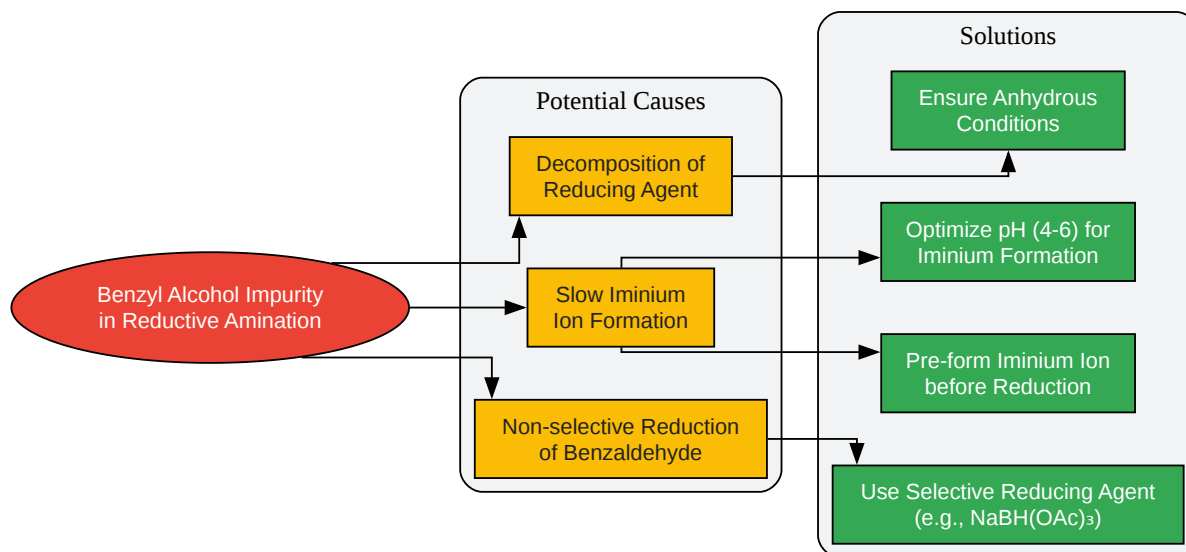 Benzyl Alcohol Impurity
in Reductive Amination
Potential Causes
Decomposition of
Reducing Agent
Slow Iminium
Ion Formation
Non-selective Reduction
of Benzaldehyde
Solutions
Ensure Anhydrous
Conditions
Optimize pH (4-6) for
Iminium Formation
Pre-form Iminium Ion
before Reduction
Use Selective Reducing Agent
(e.g., NaBH(OAc)₃)